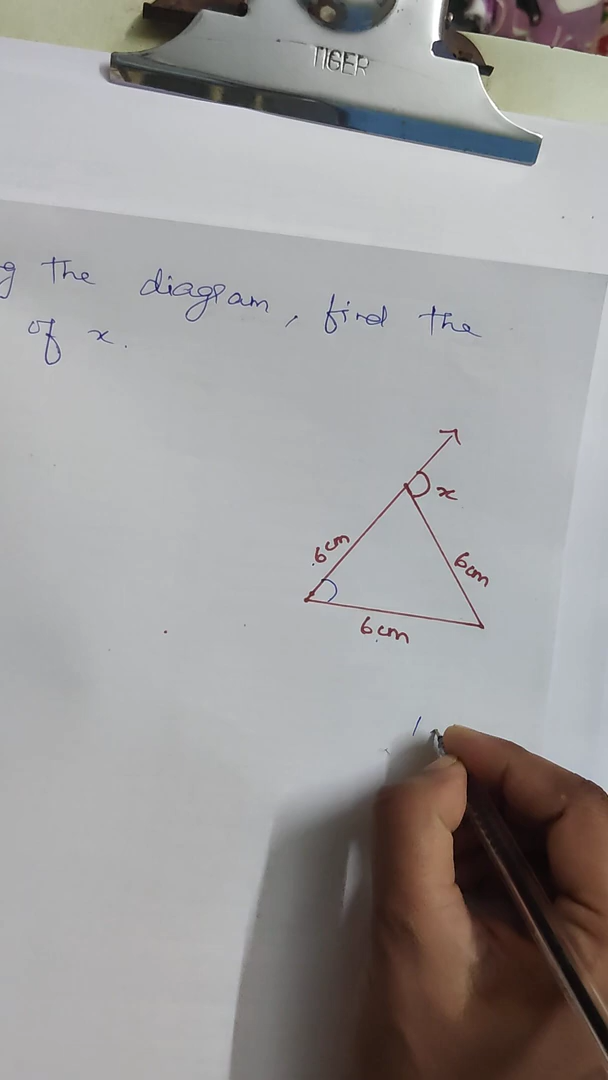 TIGER
g the diagram, find the
of x.
x
6cm
6cm
6cm